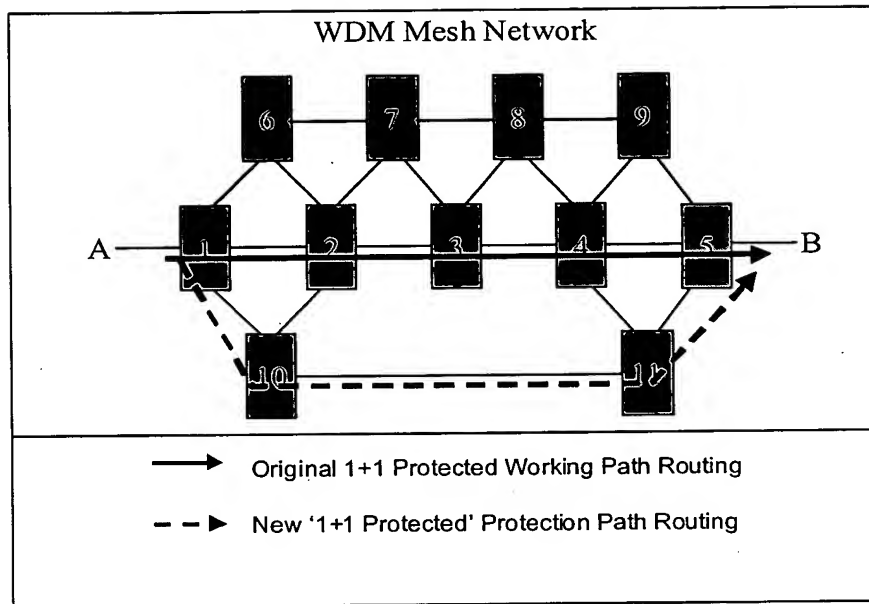 WDM Mesh Network
6 7 8 9
A 1 2 3 4 5 B
10 11
Original 1+1 Protected Working Path Routing
New '1+1 Protected' Protection Path Routing